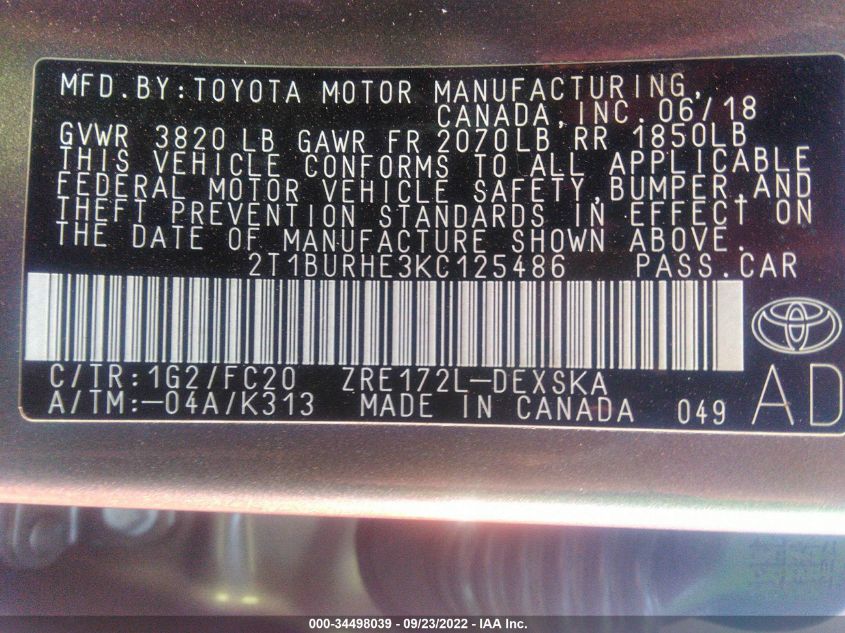 MFD.BY:TOYOTA MOTOR MANUFACTURING,
CANADA,INC. 06/18
GVWR 3820 LB GAWR FR 2070LB,RR 1850LB
THIS VEHICLE CONFORMS TO ALL APPLICABLE
FEDERAL MOTOR VEHICLE SAFETY,BUMPER,AND
THEFT PREVENTION STANDARDS IN EFFECT ON
THE DATE OF MANUFACTURE SHOWN ABOVE.
2T1BURHE3KC125486 PASS.CAR
C/TR:1G2/FC20 ZRE172L-DEXSKA
A/TM:-04A/K313 MADE IN CANADA 049 AD
000-34498039 - 09/23/2022 - IAA Inc.